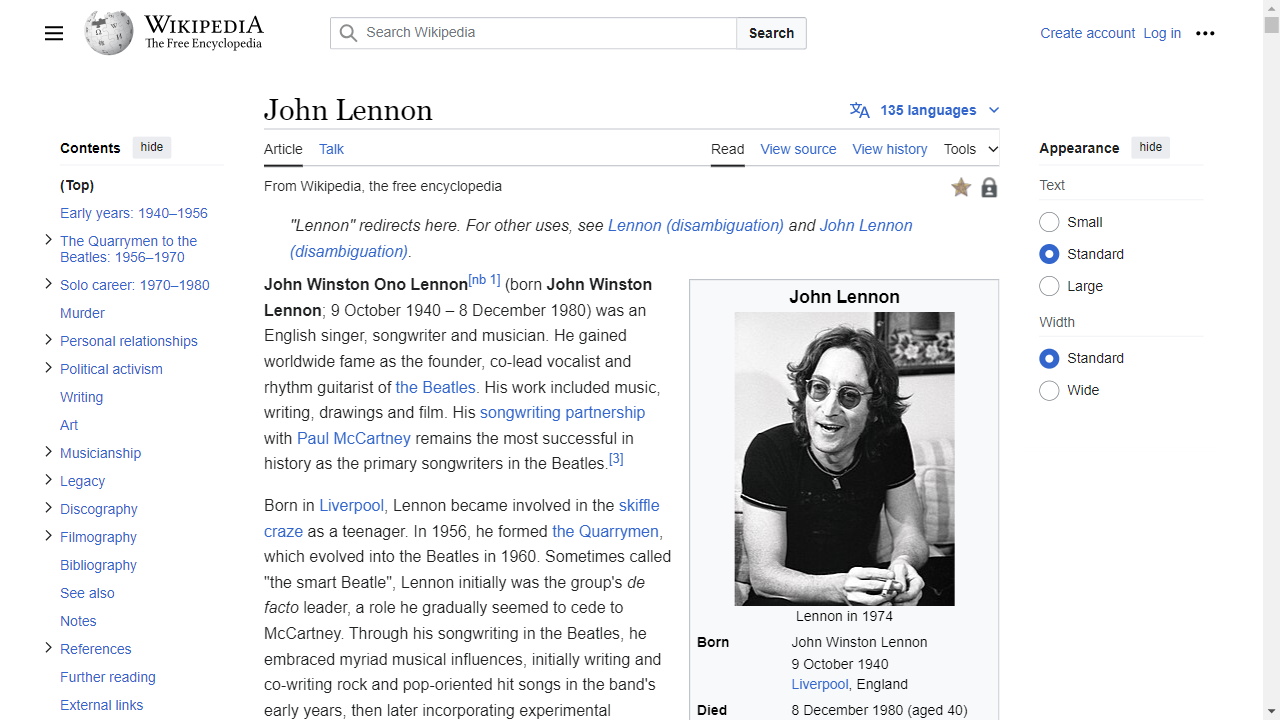 WIKIPEDIA
The Free Encyclopedia
Search Wikipedia
Search
Create account
Log in
Contents
hide
(Top)
Early years: 1940–1956
The Quarrymen to the
Beatles: 1956–1970
Solo career: 1970–1980
Murder
Personal relationships
Political activism
Writing
Art
Musicianship
Legacy
Discography
Filmography
Bibliography
See also
Notes
References
Further reading
External links
John Lennon
135 languages
Article
Talk
Read
View source
View history
Tools
From Wikipedia, the free encyclopedia
"Lennon" redirects here. For other uses, see Lennon (disambiguation) and John Lennon
(disambiguation).
John Winston Ono Lennon[nb 1] (born John Winston
Lennon; 9 October 1940 – 8 December 1980) was an
English singer, songwriter and musician. He gained
worldwide fame as the founder, co-lead vocalist and
rhythm guitarist of the Beatles. His work included music,
writing, drawings and film. His songwriting partnership
with Paul McCartney remains the most successful in
history as the primary songwriters in the Beatles.[3]
Born in Liverpool, Lennon became involved in the skiffle
craze as a teenager. In 1956, he formed the Quarrymen,
which evolved into the Beatles in 1960. Sometimes called
"the smart Beatle", Lennon initially was the group's de
facto leader, a role he gradually seemed to cede to
McCartney. Through his songwriting in the Beatles, he
embraced myriad musical influences, initially writing and
co-writing rock and pop-oriented hit songs in the band's
early years, then later incorporating experimental
John Lennon
Lennon in 1974
Born
John Winston Lennon
9 October 1940
Liverpool, England
Died
8 December 1980 (aged 40)
Appearance
hide
Text
Small
Standard
Large
Width
Standard
Wide